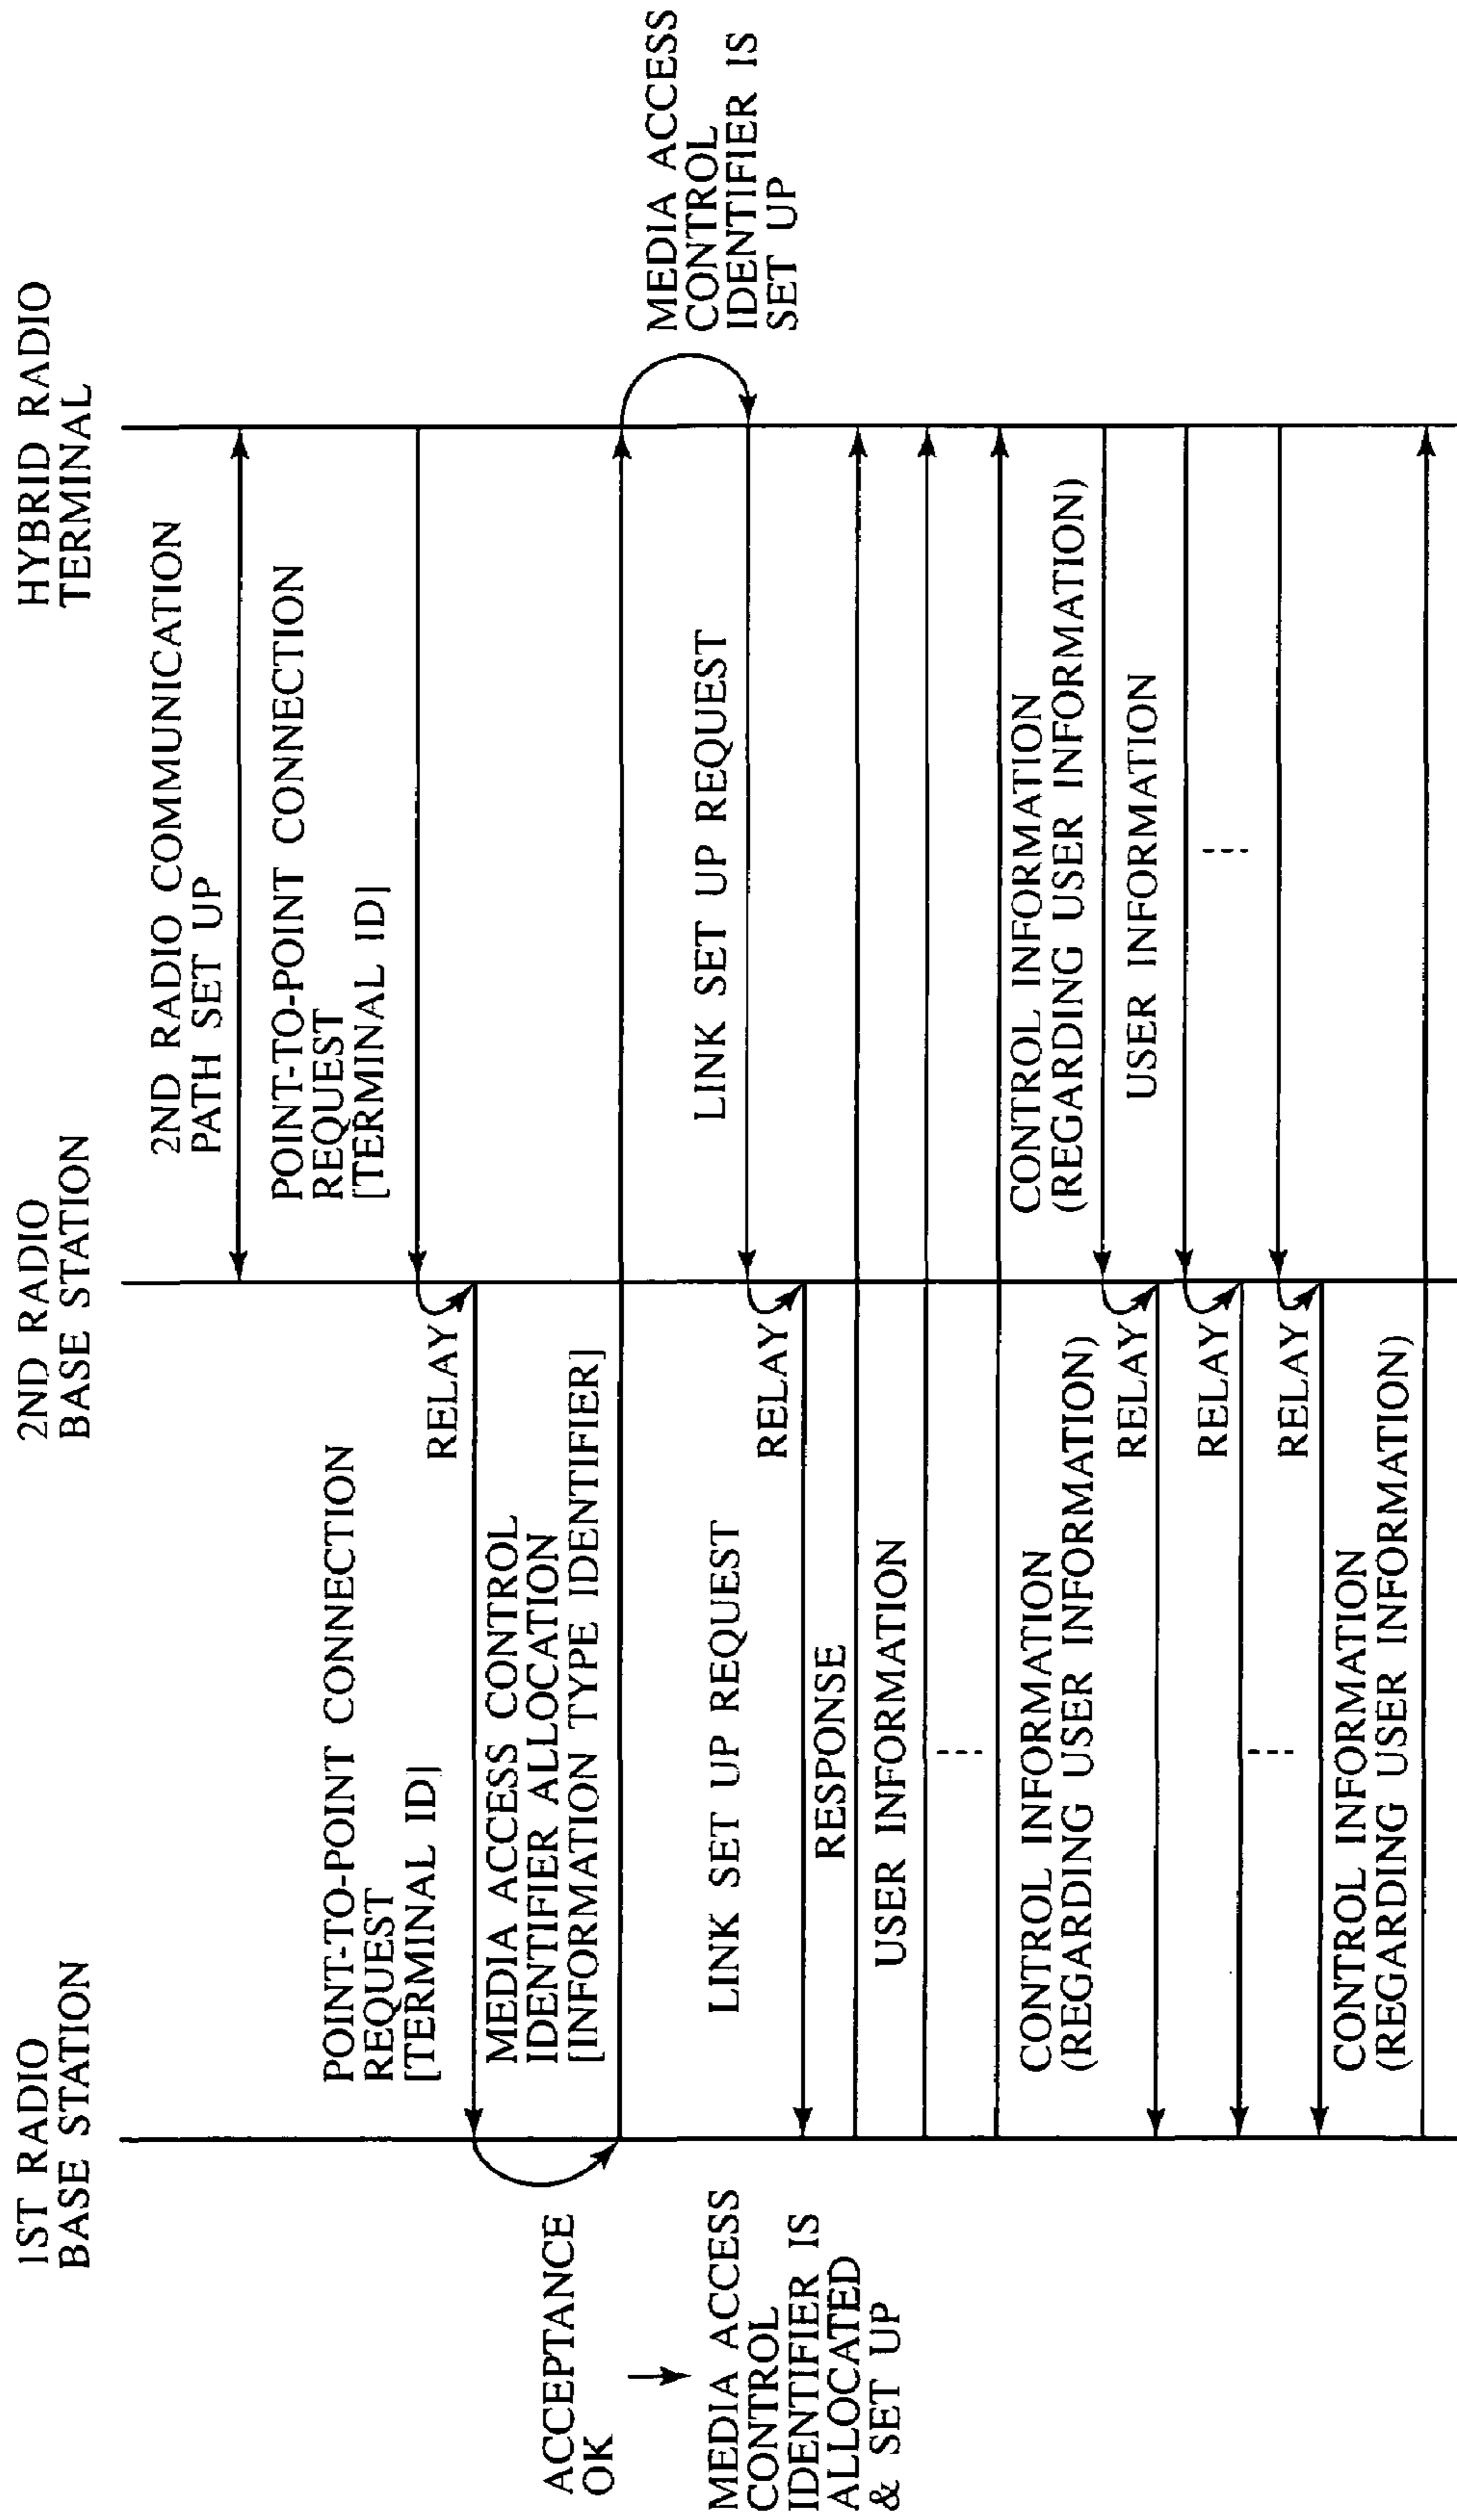 1ST RADIO
BASE STATION
2ND RADIO
BASE STATION
HYBRID RADIO
TERMINAL
2ND RADIO COMMUNICATION
PATH SET UP
POINT-TO-POINT CONNECTION
REQUEST
[TERMINAL ID]
POINT-TO-POINT CONNECTION
REQUEST
[TERMINAL ID]
RELAY
ACCEPTANCE
OK
MEDIA ACCESS
CONTROL
IDENTIFIER IS
ALLOCATED
& SET UP
MEDIA ACCESS CONTROL
IDENTIFIER ALLOCATION
[INFORMATION TYPE IDENTIFIER]
MEDIA ACCESS
CONTROL
IDENTIFIER IS
SET UP
LINK SET UP REQUEST
LINK SET UP REQUEST
RELAY
RESPONSE
USER INFORMATION
CONTROL INFORMATION
(REGARDING USER INFORMATION)
CONTROL INFORMATION
(REGARDING USER INFORMATION)
RELAY
USER INFORMATION
RELAY
RELAY
CONTROL INFORMATION
(REGARDING USER INFORMATION)